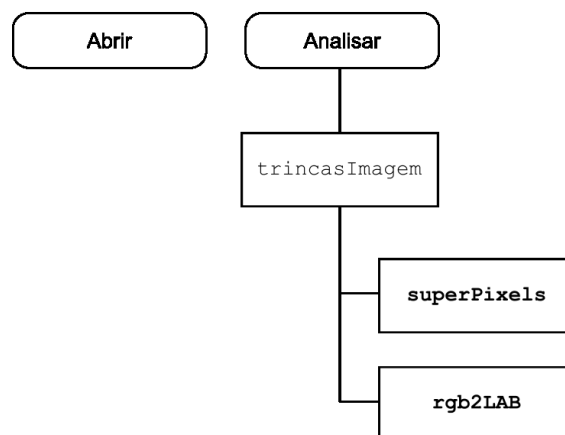 Abrir
Analisar
trincasImagem
superPixels
rgb2LAB